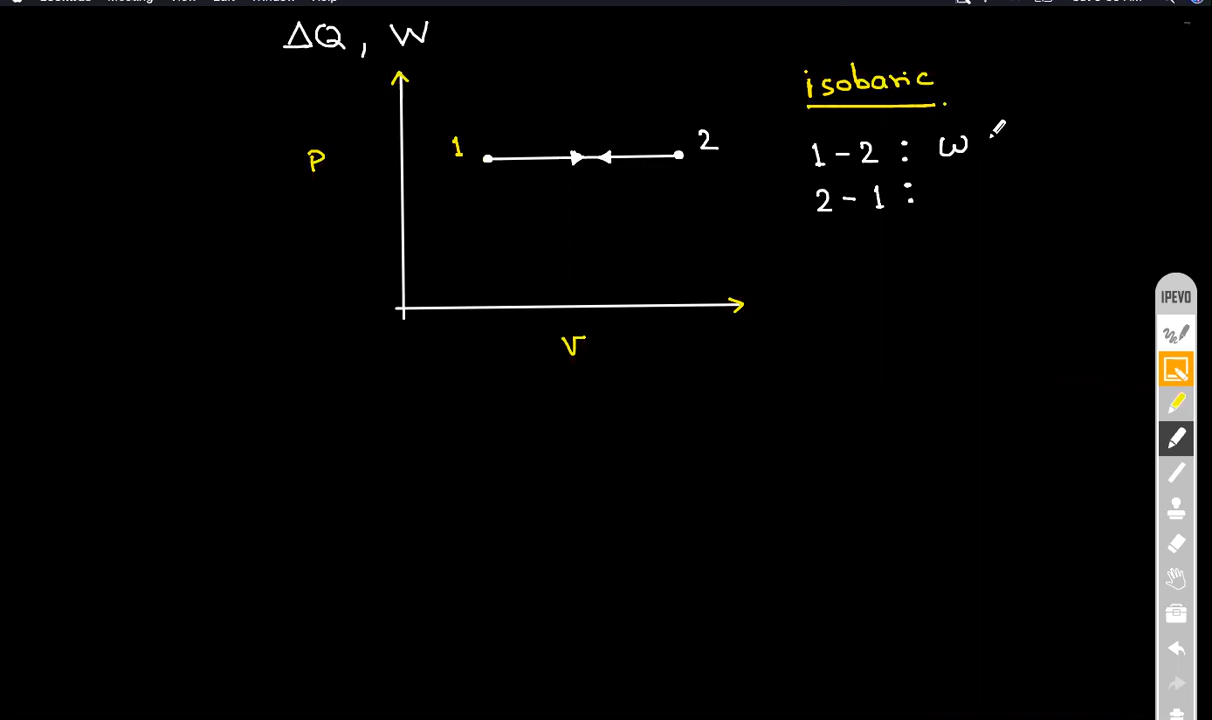 ΔQ, W
isobaric.
1
2
P
1-2 : W
2-1 :
V
IPEVO